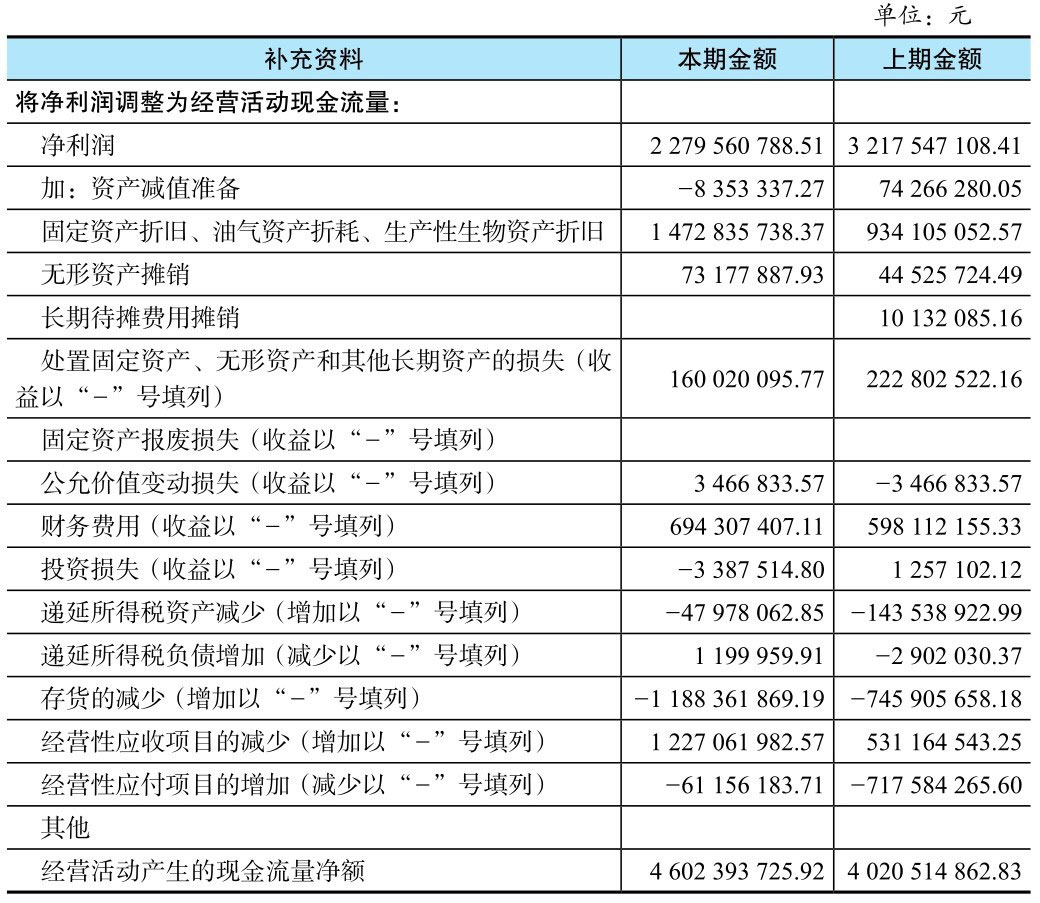 单位：元
补充资料 本期金额 上期金额
将净利润调整为经营活动现金流量：
净利润 2 279 560 788.51 3 217 547 108.41
加：资产减值准备 −8 353 337.27 74 266 280.05
固定资产折旧、油气资产折耗、生产性生物资产折旧 1 472 835 738.37 934 105 052.57
无形资产摊销 73 177 887.93 44 525 724.49
长期待摊费用摊销 10 132 085.16
处置固定资产、无形资产和其他长期资产的损失（收
益以“−”号填列） 160 020 095.77 222 802 522.16
固定资产报废损失（收益以“−”号填列）
公允价值变动损失（收益以“−”号填列） 3 466 833.57 −3 466 833.57
财务费用（收益以“−”号填列） 694 307 407.11 598 112 155.33
投资损失（收益以“−”号填列） −3 387 514.80 1 257 102.12
递延所得税资产减少（增加以“−”号填列） −47 978 062.85 −143 538 922.99
递延所得税负债增加（减少以“−”号填列） 1 199 959.91 −2 902 030.37
存货的减少（增加以“−”号填列） −1 188 361 869.19 −745 905 658.18
经营性应收项目的减少（增加以“−”号填列） 1 227 061 982.57 531 164 543.25
经营性应付项目的增加（减少以“−”号填列） −61 156 183.71 −717 584 265.60
其他
经营活动产生的现金流量净额 4 602 393 725.92 4 020 514 862.83